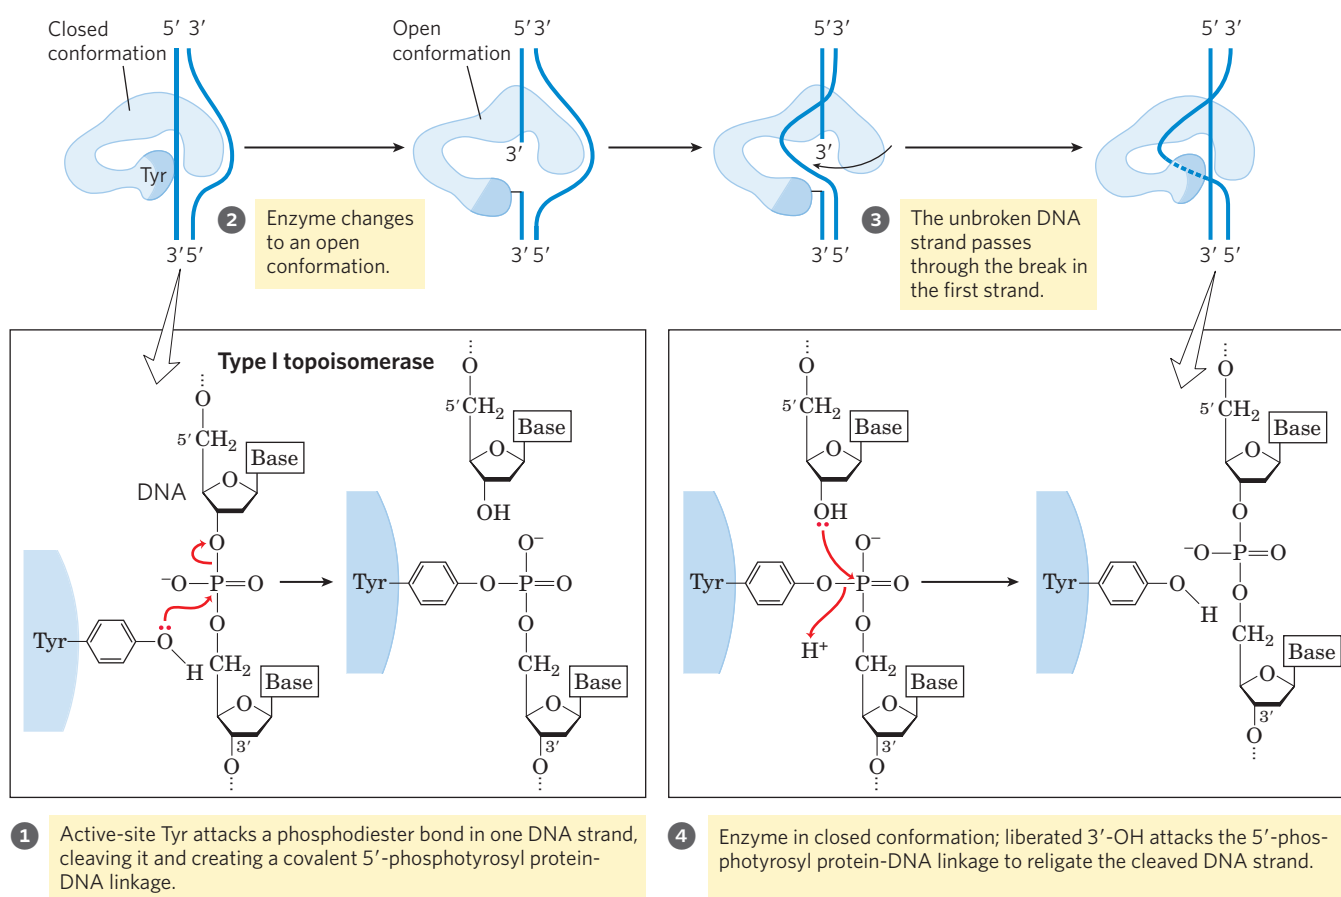 Closed
conformation
5′ 3′
Tyr
3′ 5′
2
Enzyme changes
to an open
conformation.
Open
conformation
5′ 3′
3′
3′ 5′
5′ 3′
3′
3′ 5′
3
The unbroken DNA
strand passes
through the break in
the first strand.
5′ 3′
3′ 5′
Type I topoisomerase
O
5′ CH2
Base
O
DNA
O
−O—P=O
Tyr
O
H
O
CH2
Base
O
3′
O
O
5′ CH2
Base
O
OH
O−
Tyr
O—P=O
O
CH2
Base
O
3′
O
O
5′ CH2
Base
O
OH
O−
Tyr
O—P=O
H+
O
CH2
Base
O
3′
O
O
5′ CH2
Base
O
O
−O—P=O
Tyr
O
H
O
CH2
Base
O
3′
O
1
Active-site Tyr attacks a phosphodiester bond in one DNA strand,
cleaving it and creating a covalent 5′-phosphotyrosyl protein-
DNA linkage.
4
Enzyme in closed conformation; liberated 3′-OH attacks the 5′-phos-
photyrosyl protein-DNA linkage to religate the cleaved DNA strand.